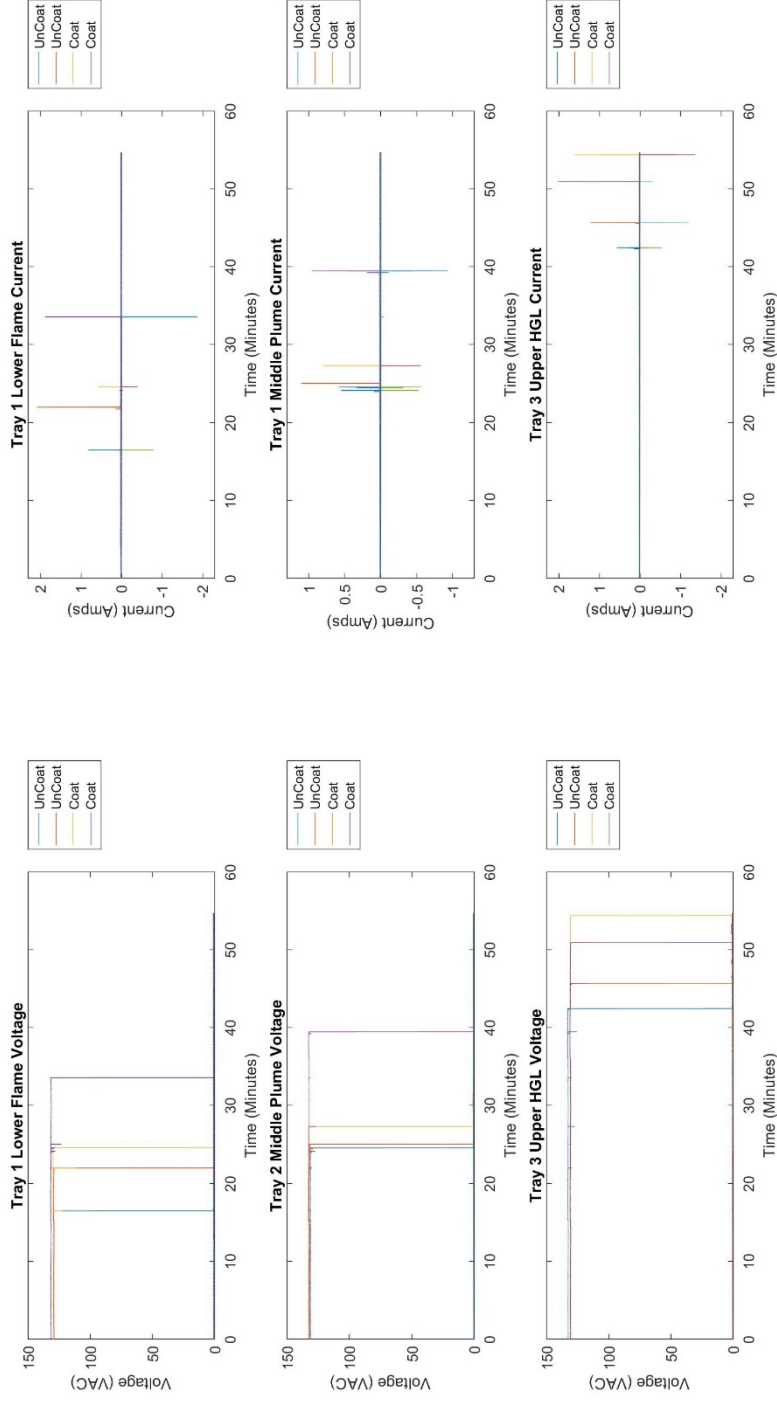 Tray 1 Lower Flame Voltage
Voltage (VAC)
150
100
50
0
0 10 20 30 40 50 60
Time (Minutes)
UnCoat
UnCoat
Coat
Coat
Tray 2 Middle Plume Voltage
Voltage (VAC)
150
100
50
0
0 10 20 30 40 50 60
Time (Minutes)
UnCoat
UnCoat
Coat
Coat
Tray 3 Upper HGL Voltage
Voltage (VAC)
150
100
50
0
0 10 20 30 40 50 60
Time (Minutes)
UnCoat
UnCoat
Coat
Coat
Tray 1 Lower Flame Current
Current (Amps)
2
1
0
-1
-2
0 10 20 30 40 50 60
Time (Minutes)
UnCoat
UnCoat
Coat
Coat
Tray 1 Middle Plume Current
Current (Amps)
1
0.5
0
-0.5
-1
0 10 20 30 40 50 60
Time (Minutes)
UnCoat
UnCoat
Coat
Coat
Tray 3 Upper HGL Current
Current (Amps)
2
1
0
-1
-2
0 10 20 30 40 50 60
Time (Minutes)
UnCoat
UnCoat
Coat
Coat